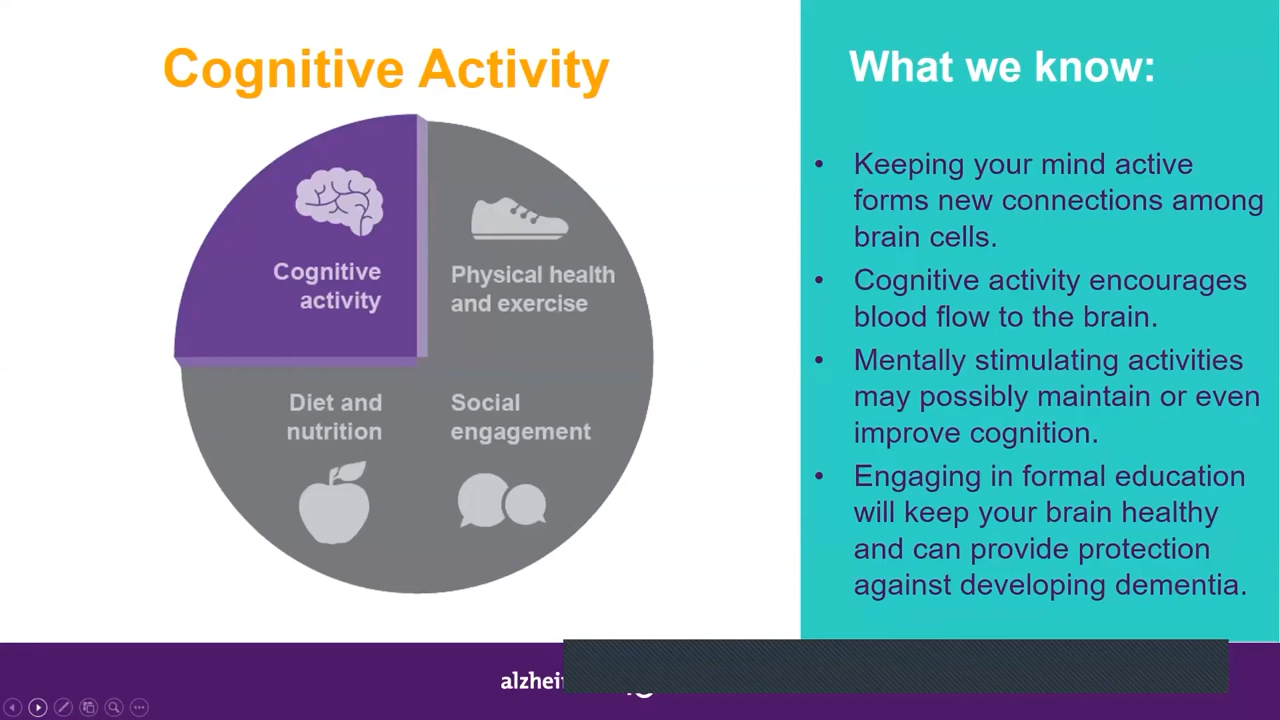 Cognitive Activity
Cognitive
activity
Physical health
and exercise
Diet and
nutrition
Social
engagement
What we know:
• Keeping your mind active
forms new connections among
brain cells.
• Cognitive activity encourages
blood flow to the brain.
• Mentally stimulating activities
may possibly maintain or even
improve cognition.
• Engaging in formal education
will keep your brain healthy
and can provide protection
against developing dementia.